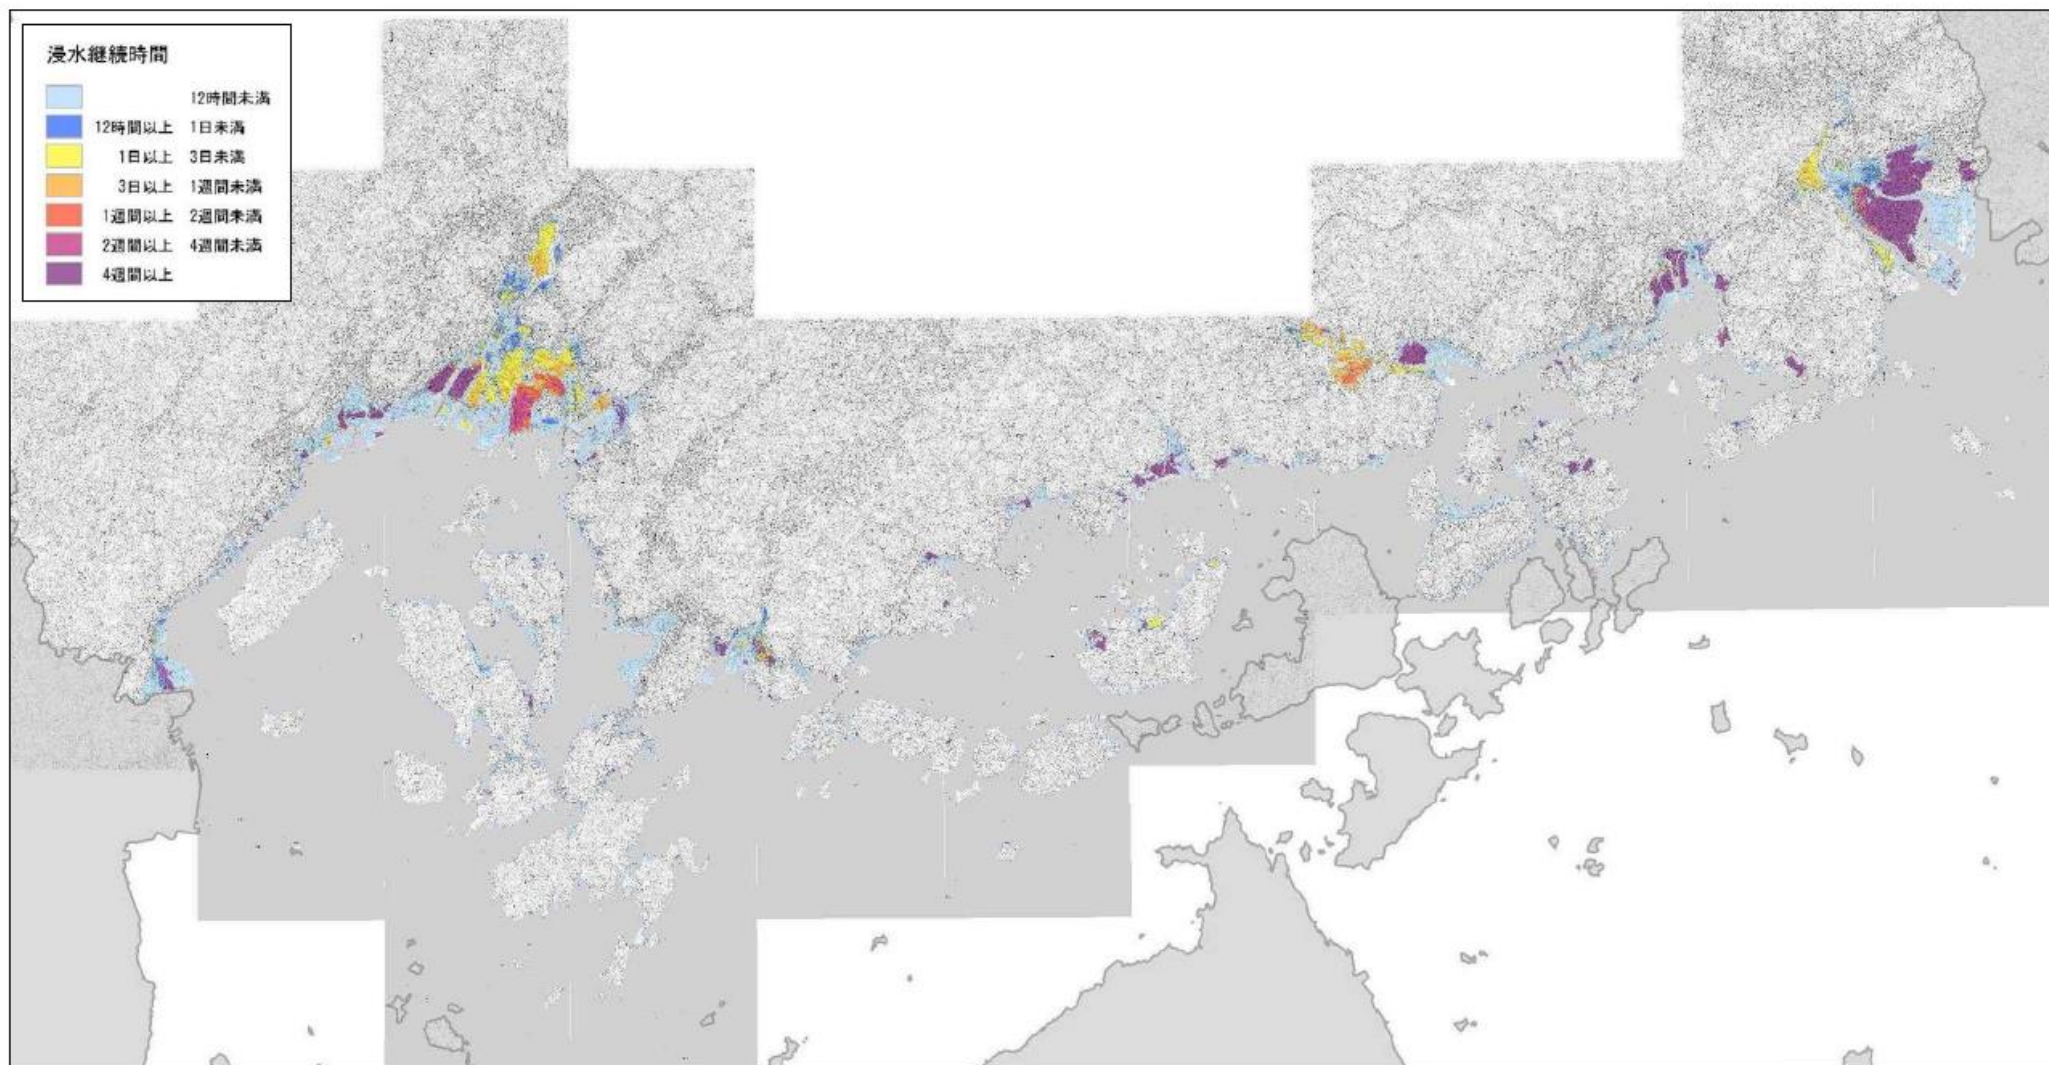 浸水継続時間
12時間未満
12時間以上 1日未満
1日以上 3日未満
3日以上 1週間未満
1週間以上 2週間未満
2週間以上 4週間未満
4週間以上